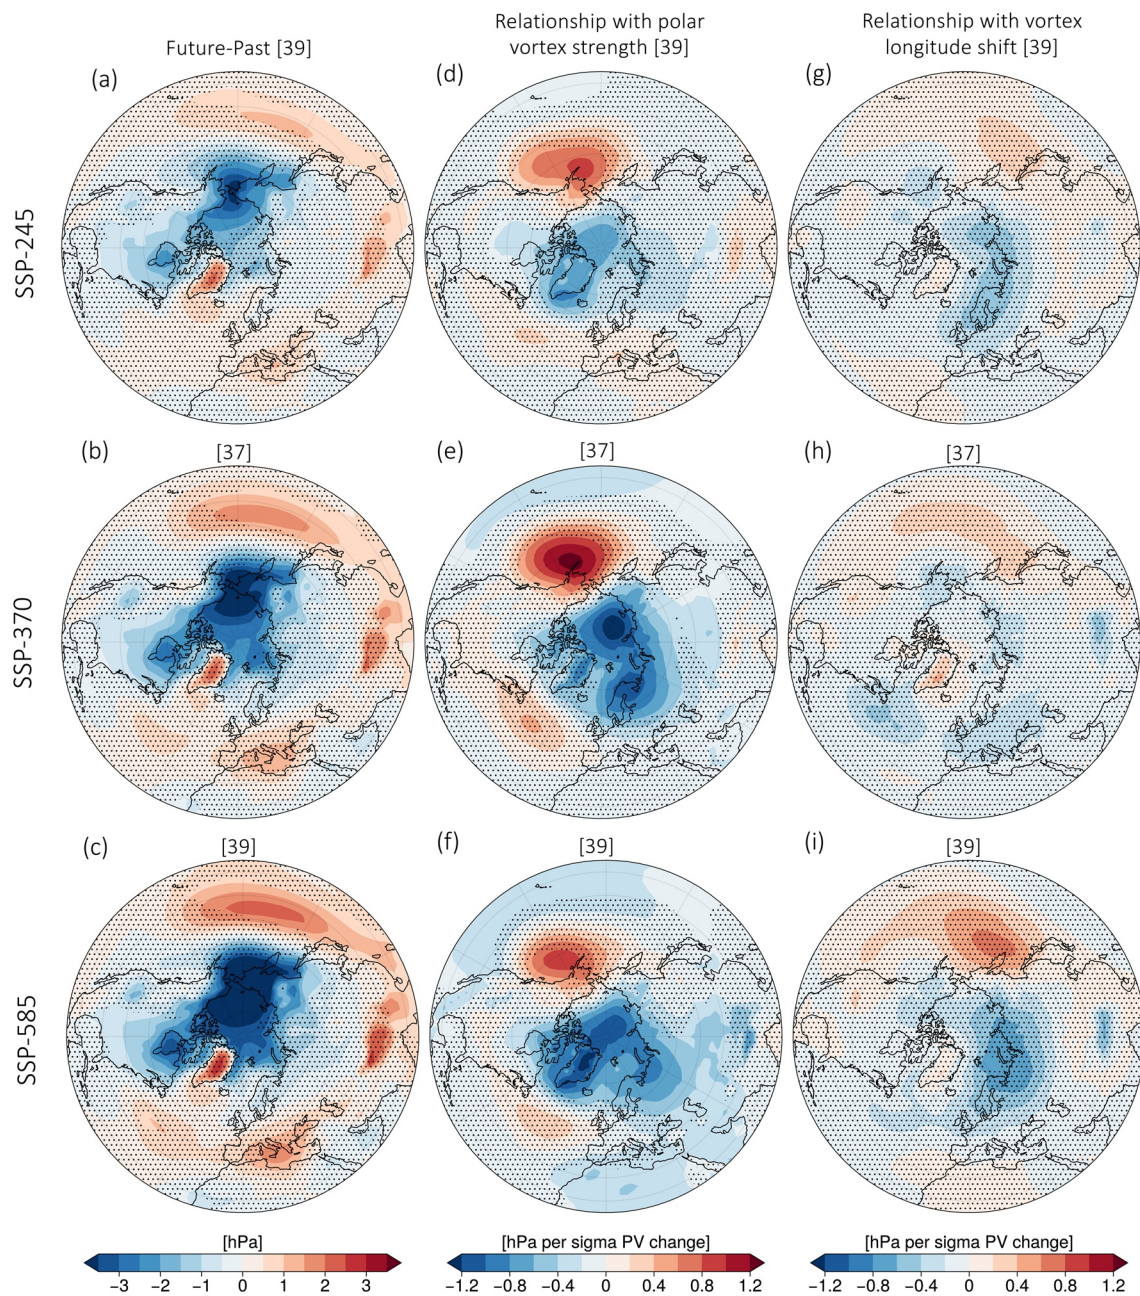 Future-Past [39]
Relationship with polar
vortex strength [39]
Relationship with vortex
longitude shift [39]
(a)
(d)
(g)
SSP-245
(b)
[37]
(e)
[37]
(h)
[37]
SSP-370
(c)
[39]
(f)
[39]
(i)
[39]
SSP-585
[hPa]
−3 −2 −1 0 1 2 3
[hPa per sigma PV change]
−1.2 −0.8 −0.4 0 0.4 0.8 1.2
[hPa per sigma PV change]
−1.2 −0.8 −0.4 0 0.4 0.8 1.2